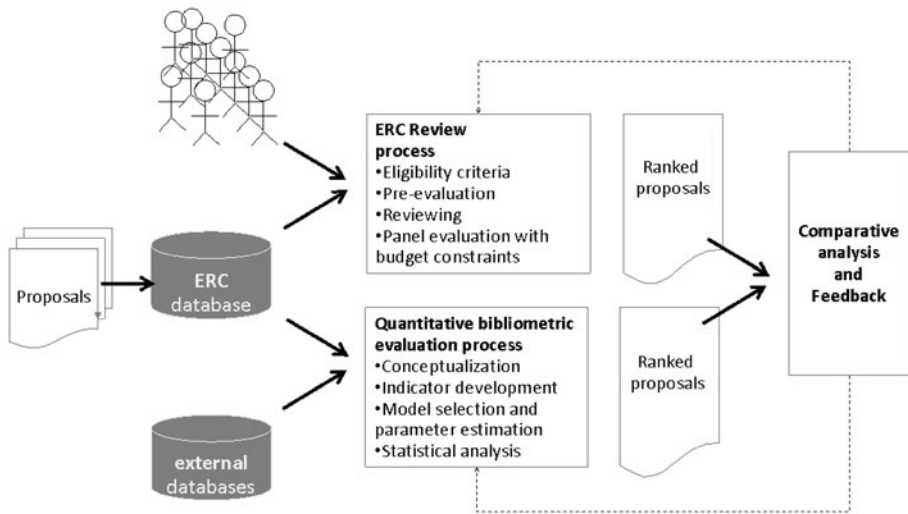 Proposals
ERC
database
external
databases
ERC Review
process
•Eligibility criteria
•Pre-evaluation
•Reviewing
•Panel evaluation with
budget constraints
Quantitative bibliometric
evaluation process
•Conceptualization
•Indicator development
•Model selection and
parameter estimation
•Statistical analysis
Ranked
proposals
Ranked
proposals
Comparative
analysis
and
Feedback